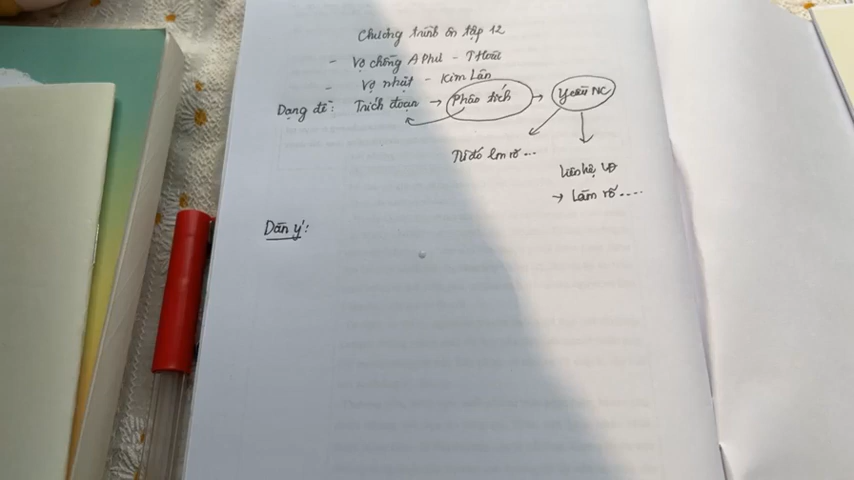 Chương trình ôn tập 12
- Vợ chồng A Phủ - T Hoài
- Vợ nhặt - Kim Lân
Dạng đề: Trích đoạn → Phân tích → Yêu cầu NC
Từ đó làm rõ...
Liên hệ VĐ
→ Làm rõ....
Dàn ý: